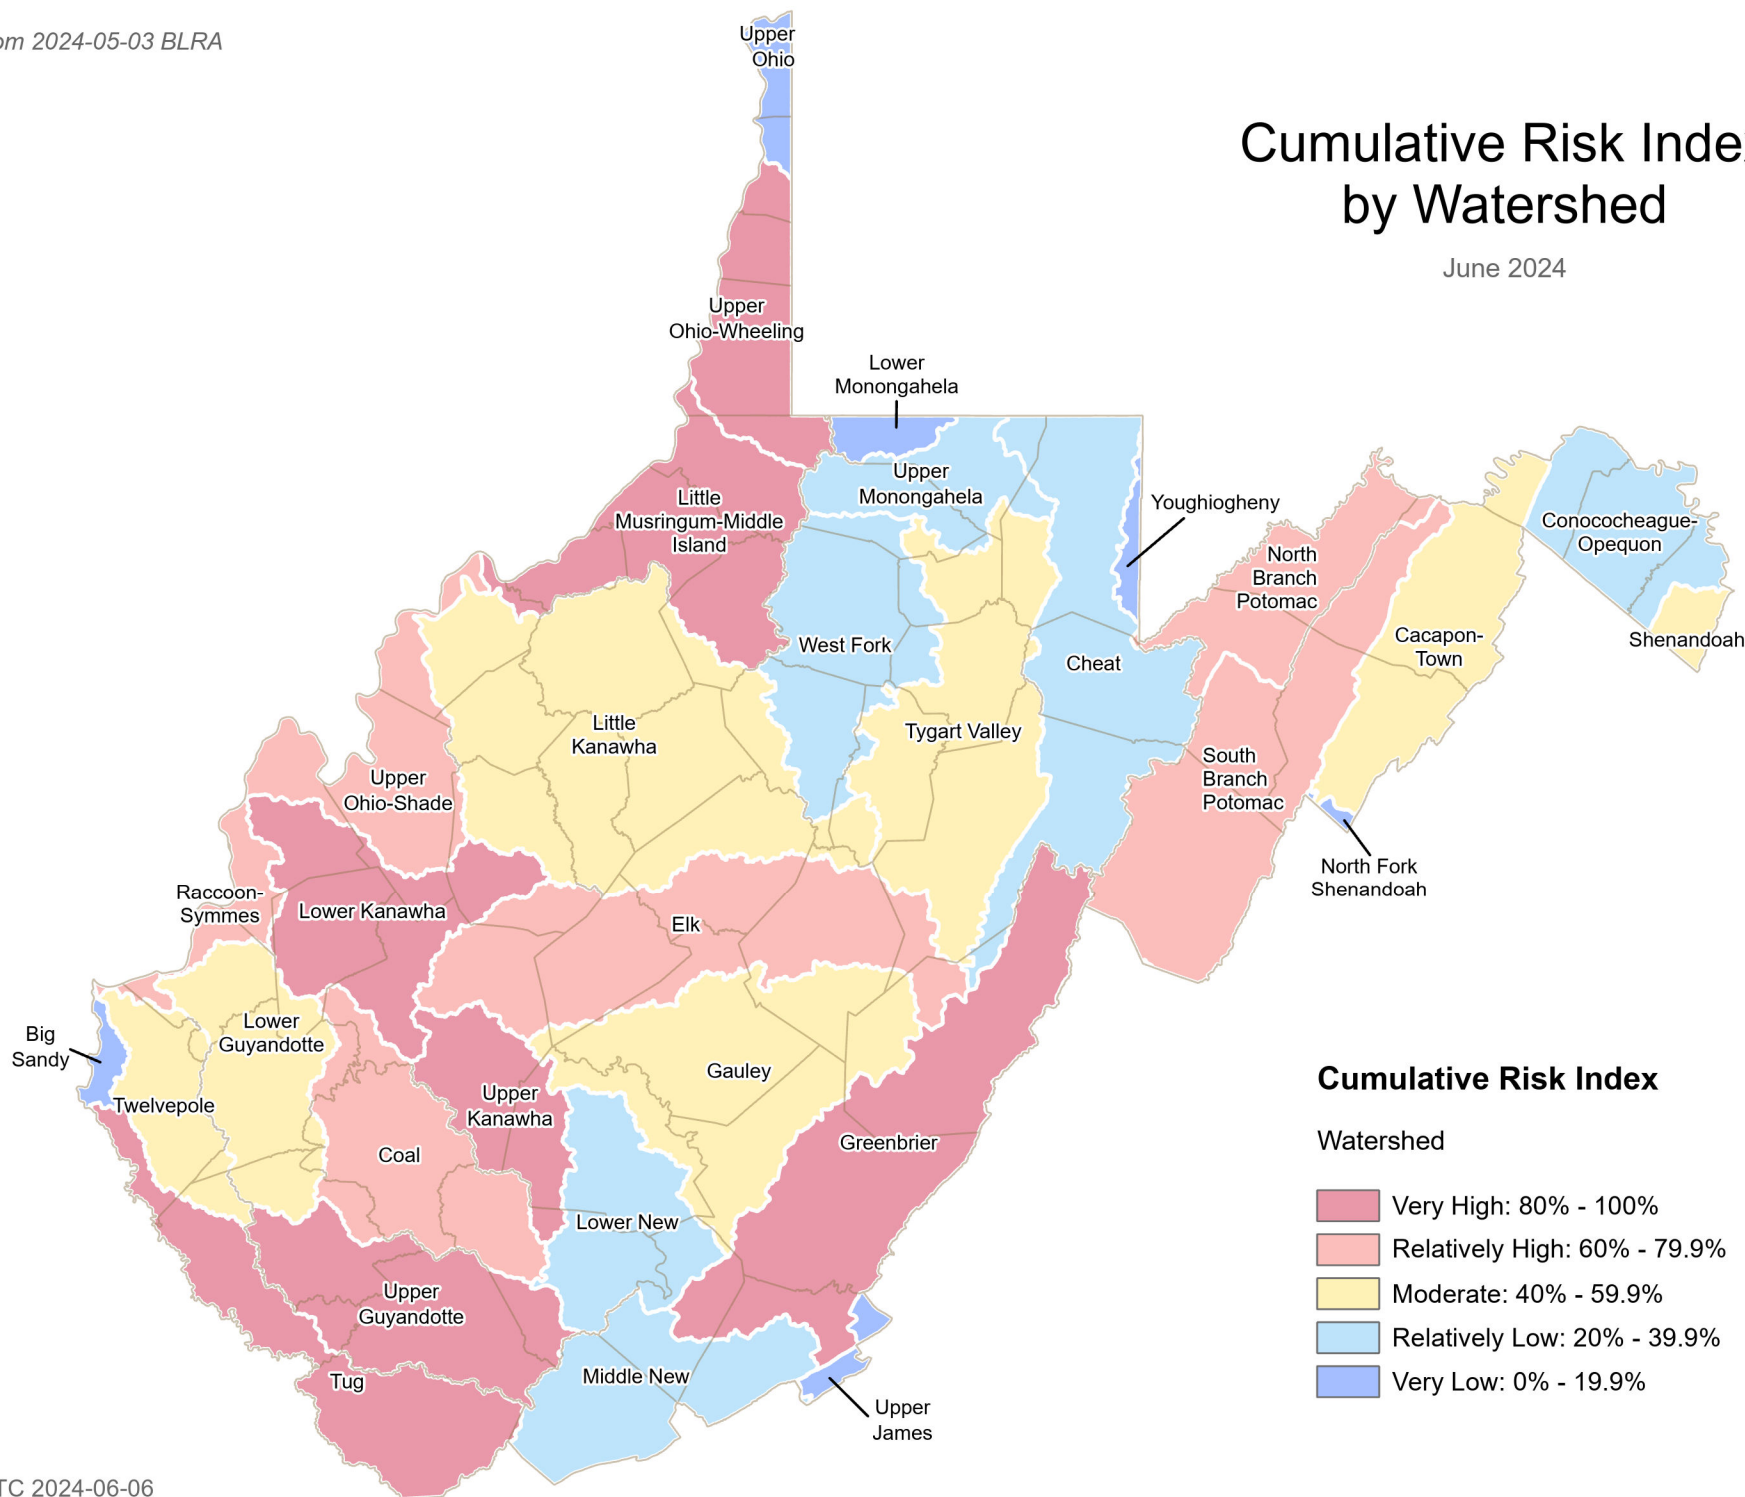 2024-05-03 BLRA
Upper
Ohio
Cumulative Risk
by Watershed
June 2024
Upper
Ohio-Wheeling
Lower
Monongahela
Upper
Monongahela
Little
Musringum-Middle
Island
Youghiogheny
Conococheague-
Opequon
North
Branch
Potomac
Cacapon-
Town
Shenandoah
West Fork
Cheat
Little
Kanawha
Tygart Valley
South
Branch
Potomac
Upper
Ohio-Shade
North Fork
Shenandoah
Raccoon-
Symmes
Lower Kanawha
Elk
Big
Sandy
Lower
Guyandotte
Gauley
Twelvepole
Upper
Kanawha
Greenbrier
Coal
Lower New
Upper
Guyandotte
Middle New
Tug
Upper
James
Cumulative Risk Index
Watershed
Very High: 80% - 100%
Relatively High: 60% - 79.9%
Moderate: 40% - 59.9%
Relatively Low: 20% - 39.9%
Very Low: 0% - 19.9%
TC 2024-06-06